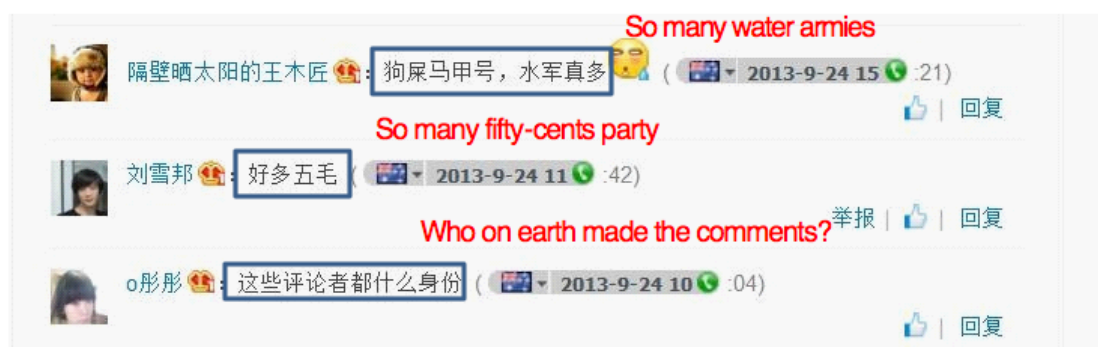 So many water armies
隔壁晒太阳的王木匠 : 狗屎马甲号，水军真多 ( 2013-9-24 15 :21)
| 回复
So many fifty-cents party
刘雪邦 : 好多五毛 ( 2013-9-24 11 :42)
举报 | | 回复
Who on earth made the comments?
o彤彤 : 这些评论者都什么身份 ( 2013-9-24 10 :04)
| 回复